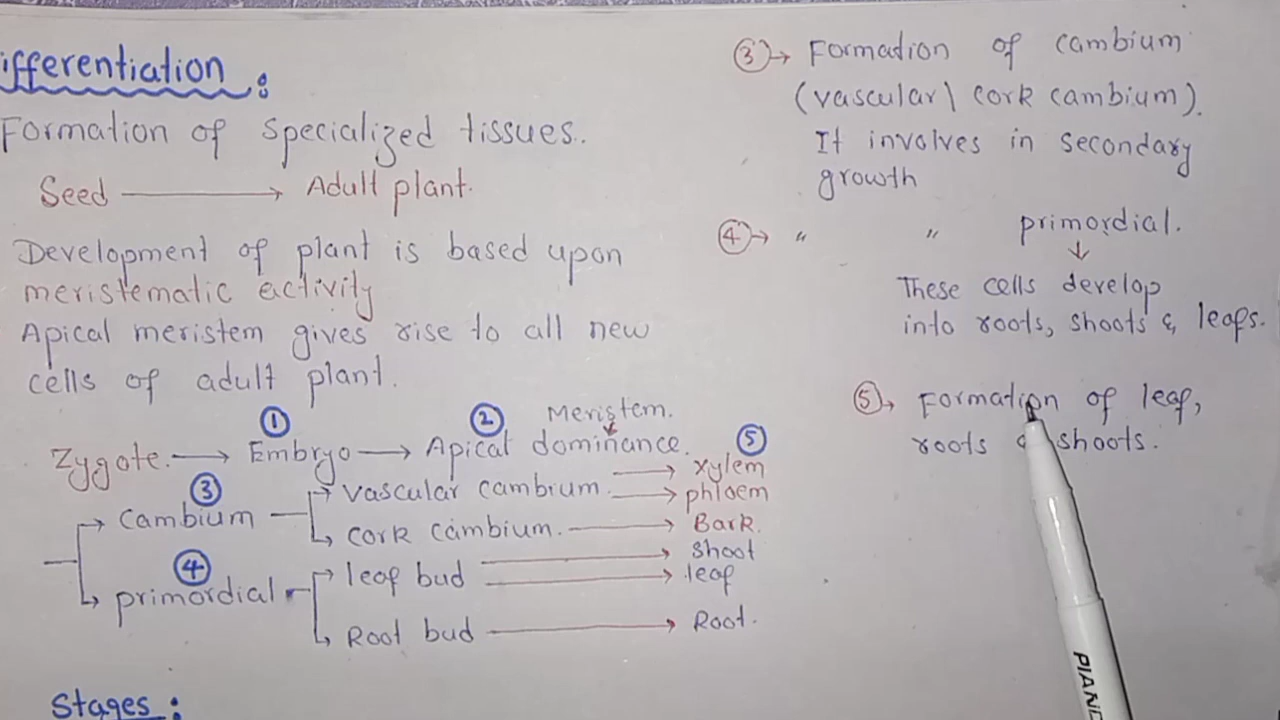 ifferentiation :
Formation of specialized tissues.
Seed → Adult plant.
Development of plant is based upon
meristematic activity
Apical meristem gives rise to all new
cells of adult plant.
① ② Meristem. ⑤
Zygote. → Embryo → Apical dominance.
③ Vascular cambium. → xylem
→ phloem
Cambium
Cork cambium. → Bark.
④ leaf bud → shoot
→ leaf
primordial
Root bud → Root.
Stages :
③→ Formation of cambium
(vascular\ cork cambium).
It involves in secondary
growth
④→ " " primordial.
↓
These cells develop
into roots, shoots &, leafs.
⑤→ Formation of leaf,
roots shoots.
PIANO